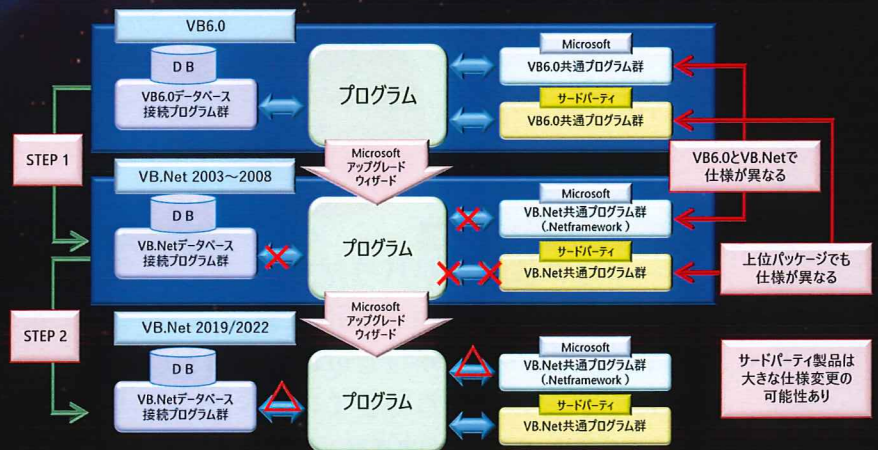 VB6.0
DB
VB6.0データベース
接続プログラム群
プログラム
Microsoft
VB6.0共通プログラム群
サードパーティ
VB6.0共通プログラム群
STEP 1
Microsoft
アップグレード
ウィザード
VB6.0とVB.Netで
仕様が異なる
VB.Net 2003～2008
DB
VB.Netデータベース
接続プログラム群
プログラム
Microsoft
VB.Net共通プログラム群
(.Netframework)
サードパーティ
VB.Net共通プログラム群
上位パッケージでも
仕様が異なる
STEP 2
Microsoft
アップグレード
ウィザード
VB.Net 2019/2022
DB
VB.Netデータベース
接続プログラム群
プログラム
Microsoft
VB.Net共通プログラム群
(.Netframework)
サードパーティ
VB.Net共通プログラム群
サードパーティ製品は
大きな仕様変更の
可能性あり